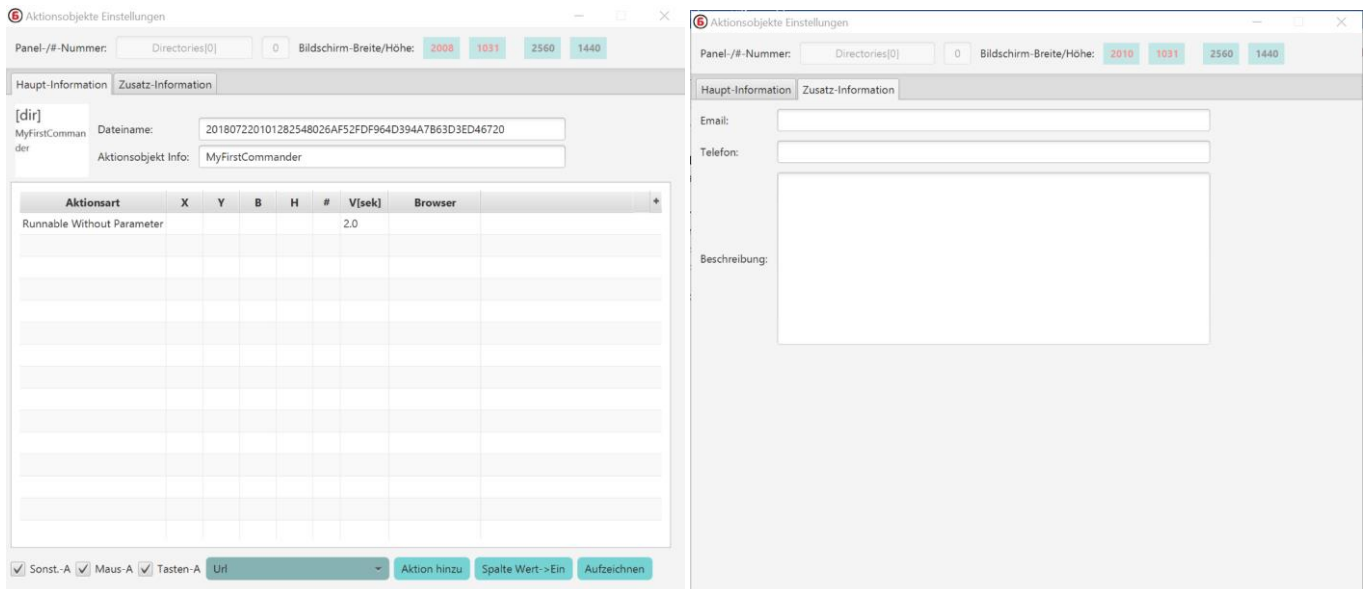 Aktionsobjekte Einstellungen
Panel-/#-Nummer: Directories[0] 0 Bildschirm-Breite/Höhe: 2008 1031 2560 1440
Haupt-Information Zusatz-Information
[dir]
MyFirstComman
der
Dateiname: 201807220101282548026AF52FDF964D394A7B63D3ED46720
Aktionsobjekt Info: MyFirstCommander
Aktionsart X Y B H # V[sek] Browser +
Runnable Without Parameter 2.0
Sonst.-A Maus-A Tasten-A Url Aktion hinzu Spalte Wert->Ein Aufzeichnen
Aktionsobjekte Einstellungen
Panel-/#-Nummer: Directories[0] 0 Bildschirm-Breite/Höhe: 2010 1031 2560 1440
Haupt-Information Zusatz-Information
Email:
Telefon:
Beschreibung: